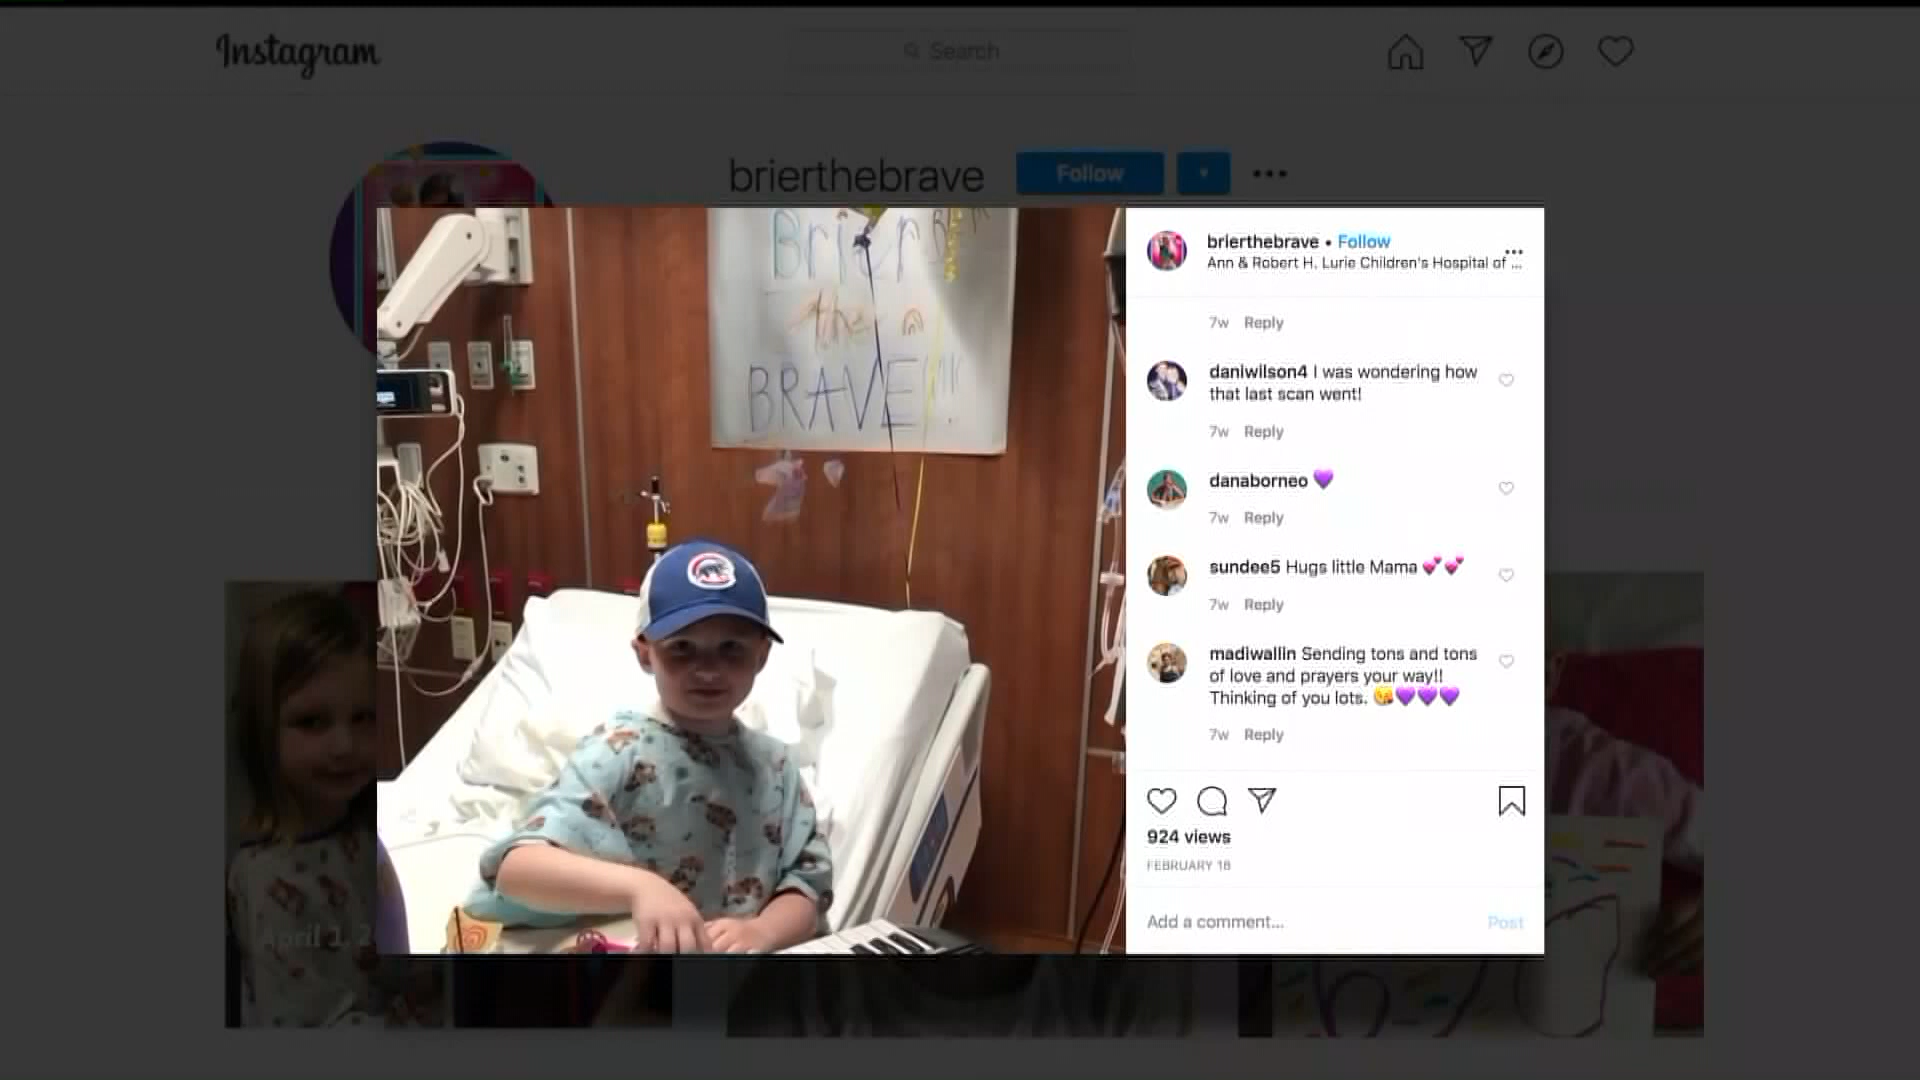 Instagram
Search
brierthebrave
Follow
Brier
the
BRAVE!!!
brierthebrave • Follow
Ann & Robert H. Lurie Children's Hospital of ...
7w Reply
daniwilson4 I was wondering how
that last scan went!
7w Reply
danaborneo 💜
7w Reply
sundee5 Hugs little Mama 💕💕
7w Reply
madiwallin Sending tons and tons
of love and prayers your way!!
Thinking of you lots. 😘💜💜💜
7w Reply
924 views
FEBRUARY 18
Add a comment...
Post
April 1, 2